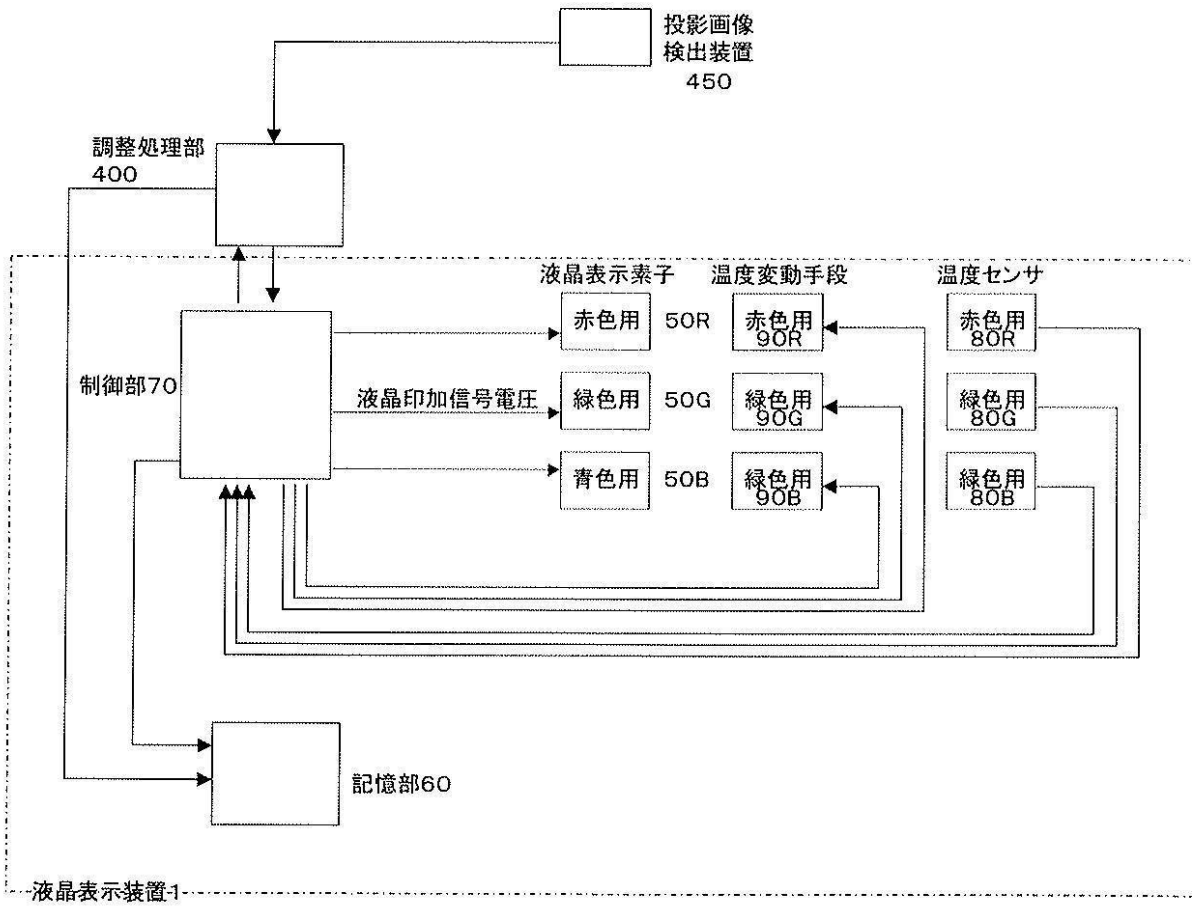 投影画像
検出装置
450
調整処理部
400
液晶表示素子 温度変動手段 温度センサ
赤色用 50R 赤色用 赤色用
90R 80R
制御部70
液晶印加信号電圧
緑色用 50G 緑色用 緑色用
90G 80G
青色用 50B 緑色用 緑色用
90B 80B
記憶部60
液晶表示装置1